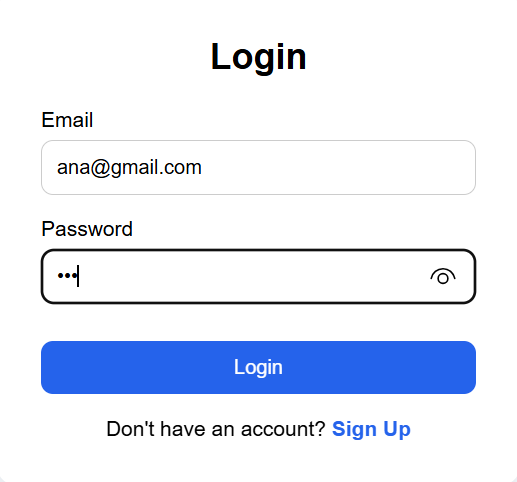 Login
Email
ana@gmail.com
Password
•••
Login
Don't have an account? Sign Up